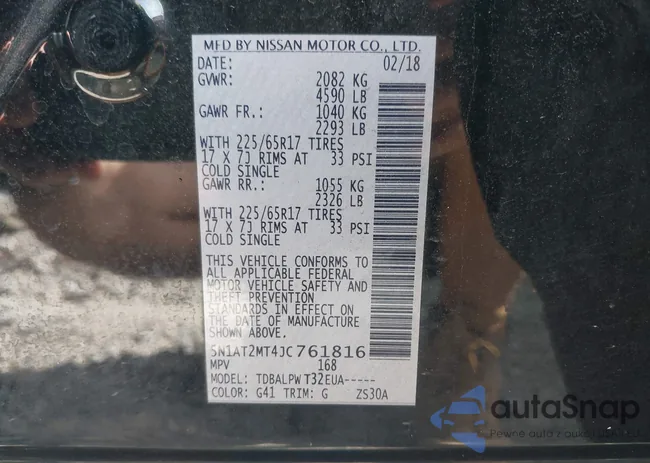 MFD BY NISSAN MOTOR CO., LTD.
DATE: 02/18
GVWR: 2082 KG
4590 LB
GAWR FR.: 1040 KG
2293 LB
WITH 225/65R17 TIRES
17 X 7J RIMS AT 33 PSI
COLD SINGLE
GAWR RR.: 1055 KG
2326 LB
WITH 225/65R17 TIRES
17 X 7J RIMS AT 33 PSI
COLD SINGLE
THIS VEHICLE CONFORMS TO
ALL APPLICABLE FEDERAL
MOTOR VEHICLE SAFETY AND
THEFT PREVENTION
STANDARDS IN EFFECT ON
THE DATE OF MANUFACTURE
SHOWN ABOVE.
5N1AT2MT4JC761816
MPV 168
MODEL: TDBALPW T32EUA-----
COLOR: G41 TRIM: G ZS30A
autaSnap
Pewne auta z aukcji